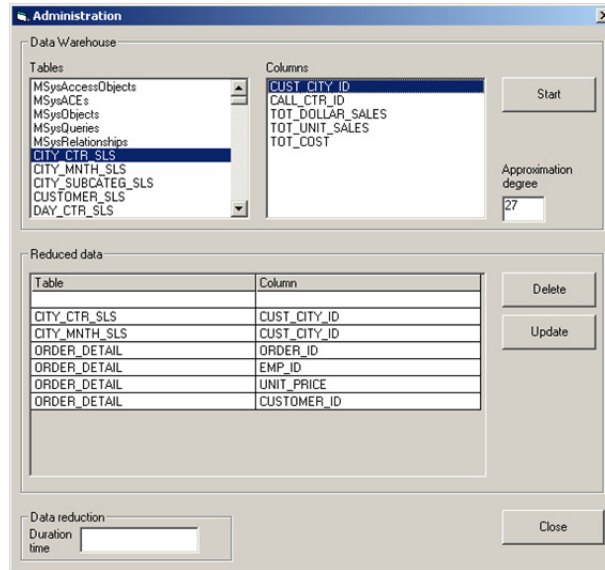 Administration
Data Warehouse
Tables
Columns
MSysAccessObjects
MSysACEs
MSysObjects
MSysQueries
MSysRelationships
CITY_CTR_SLS
CITY_MNTH_SLS
CITY_SUBCATEG_SLS
CUSTOMER_SLS
DAY_CTR_SLS
CUST_CITY_ID
CALL_CTR_ID
TOT_DOLLAR_SALES
TOT_UNIT_SALES
TOT_COST
Start
Approximation
degree
27
Reduced data
Table Column
CITY_CTR_SLS CUST_CITY_ID
CITY_MNTH_SLS CUST_CITY_ID
ORDER_DETAIL ORDER_ID
ORDER_DETAIL EMP_ID
ORDER_DETAIL UNIT_PRICE
ORDER_DETAIL CUSTOMER_ID
Delete
Update
Data reduction
Duration
time
Close